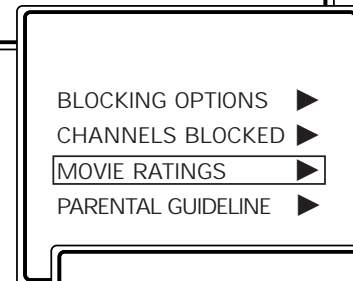 BLOCKING OPTIONS ▶
CHANNELS BLOCKED ▶
MOVIE RATINGS ▶
PARENTAL GUIDELINE ▶